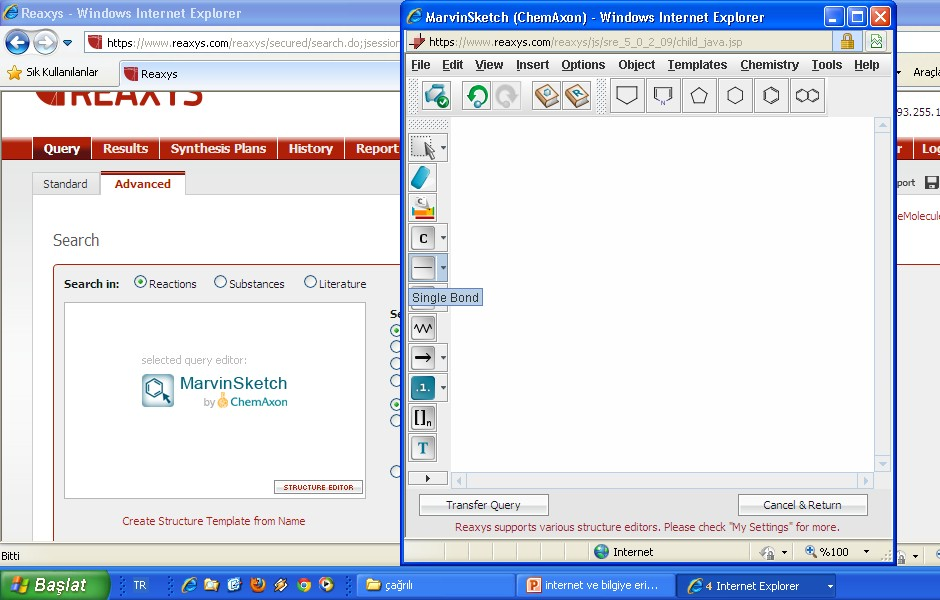 Reaxys - Windows Internet Explorer
https://www.reaxys.com/reaxys/secured/search.do;jsession
Sık Kullanılanlar
Reaxys
Araçla
REAXYS
93.255.1
Query
Results
Synthesis Plans
History
Report
Standard
Advanced
port
eMolecule
Search
Search in:
Reactions
Substances
Literature
selected query editor:
MarvinSketch
by ChemAxon
STRUCTURE EDITOR
Create Structure Template from Name
Bitti
MarvinSketch (ChemAxon) - Windows Internet Explorer
https://www.reaxys.com/reaxys/js/sre_5_0_2_09/child_java.jsp
File Edit View Insert Options Object Templates Chemistry Tools Help
C
Single Bond
.1.
[]n
T
Transfer Query
Cancel & Return
Reaxys supports various structure editors. Please check "My Settings" for more.
Internet
%100
Başlat
TR
çağrılı
internet ve bilgiye eri...
4 Internet Explorer